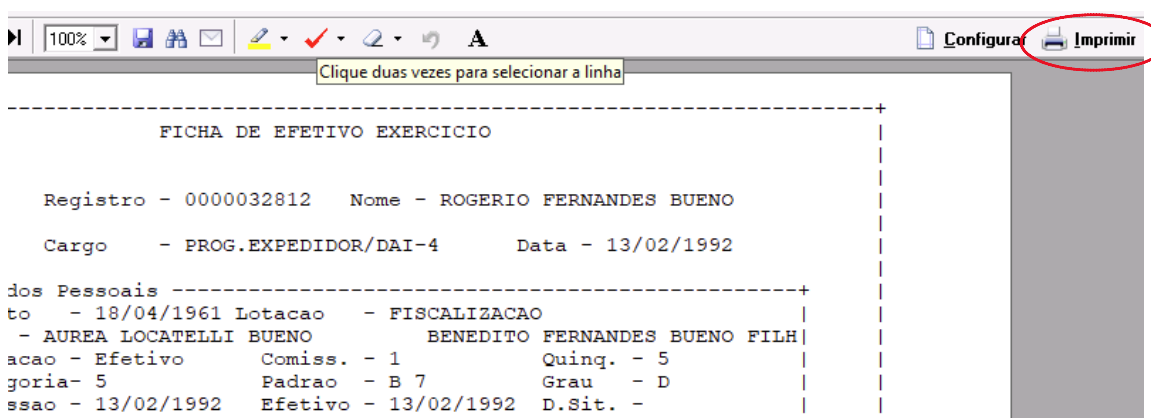 100% A Configurar Imprimir
Clique duas vezes para selecionar a linha
FICHA DE EFETIVO EXERCICIO
Registro - 0000032812 Nome - ROGERIO FERNANDES BUENO
Cargo - PROG.EXPEDIDOR/DAI-4 Data - 13/02/1992
dos Pessoais
to - 18/04/1961 Lotacao - FISCALIZACAO
- AUREA LOCATELLI BUENO BENEDITO FERNANDES BUENO FILH
acao - Efetivo Comiss. - 1 Quinq. - 5
goria- 5 Padrao - B 7 Grau - D
ssao - 13/02/1992 Efetivo - 13/02/1992 D.Sit. -